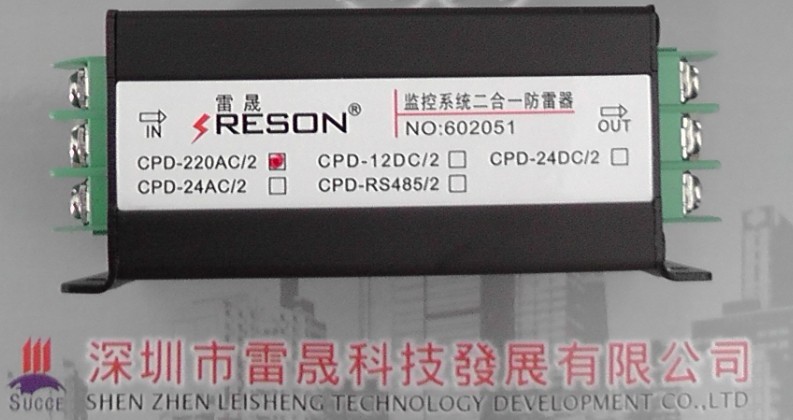 雷晟
RESON®
监控系统二合一防雷器
NO:602051
IN
OUT
CPD-220AC/2 CPD-12DC/2 CPD-24DC/2
CPD-24AC/2 CPD-RS485/2
深圳市雷晟科技發展有限公司
SUCCE SHEN ZHEN LEISHENG TECHNOLOGY DEVELOPMENT CO.,LTD